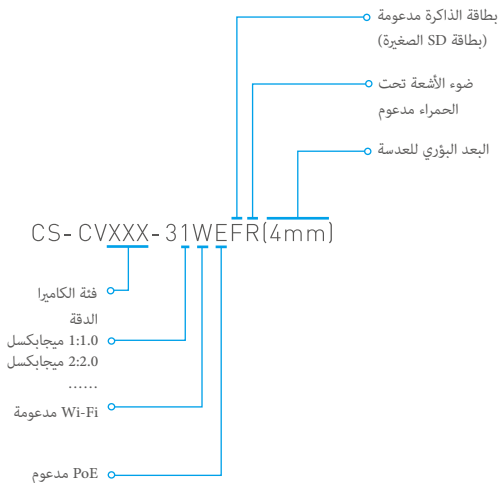 بطاقة الذاكرة مدعومة
(بطاقة SD الصغيرة)
ضوء الأشعة تحت
الحمراء مدعوم
البعد البؤري للعدسة
CS-CVXXX-31WEFR(4mm)
فئة الكاميرا
الدقة
1:1.0 ميجابكسل
2:2.0 ميجابكسل
......
Wi-Fi مدعومة
PoE مدعوم